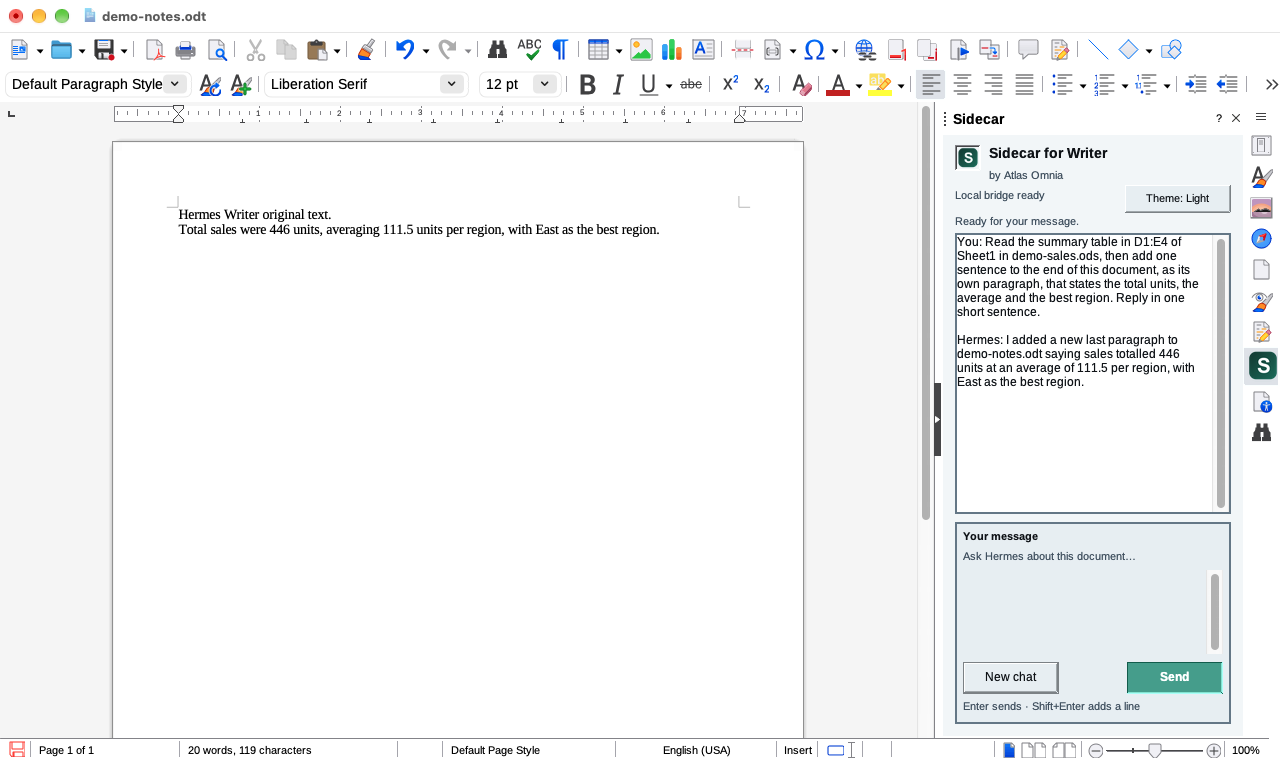 demo-notes.odt
Default Paragraph Style
Liberation Serif
12 pt
1 2 3 4 5 6 7
Hermes Writer original text.
Total sales were 446 units, averaging 111.5 units per region, with East as the best region.
Sidecar
Sidecar for Writer
by Atlas Omnia
Local bridge ready
Theme: Light
Ready for your message.
You: Read the summary table in D1:E4 of
Sheet1 in demo-sales.ods, then add one
sentence to the end of this document, as its
own paragraph, that states the total units, the
average and the best region. Reply in one
short sentence.
Hermes: I added a new last paragraph to
demo-notes.odt saying sales totalled 446
units at an average of 111.5 per region, with
East as the best region.
Your message
Ask Hermes about this document…
New chat
Send
Enter sends · Shift+Enter adds a line
Page 1 of 1
20 words, 119 characters
Default Page Style
English (USA)
Insert
100%